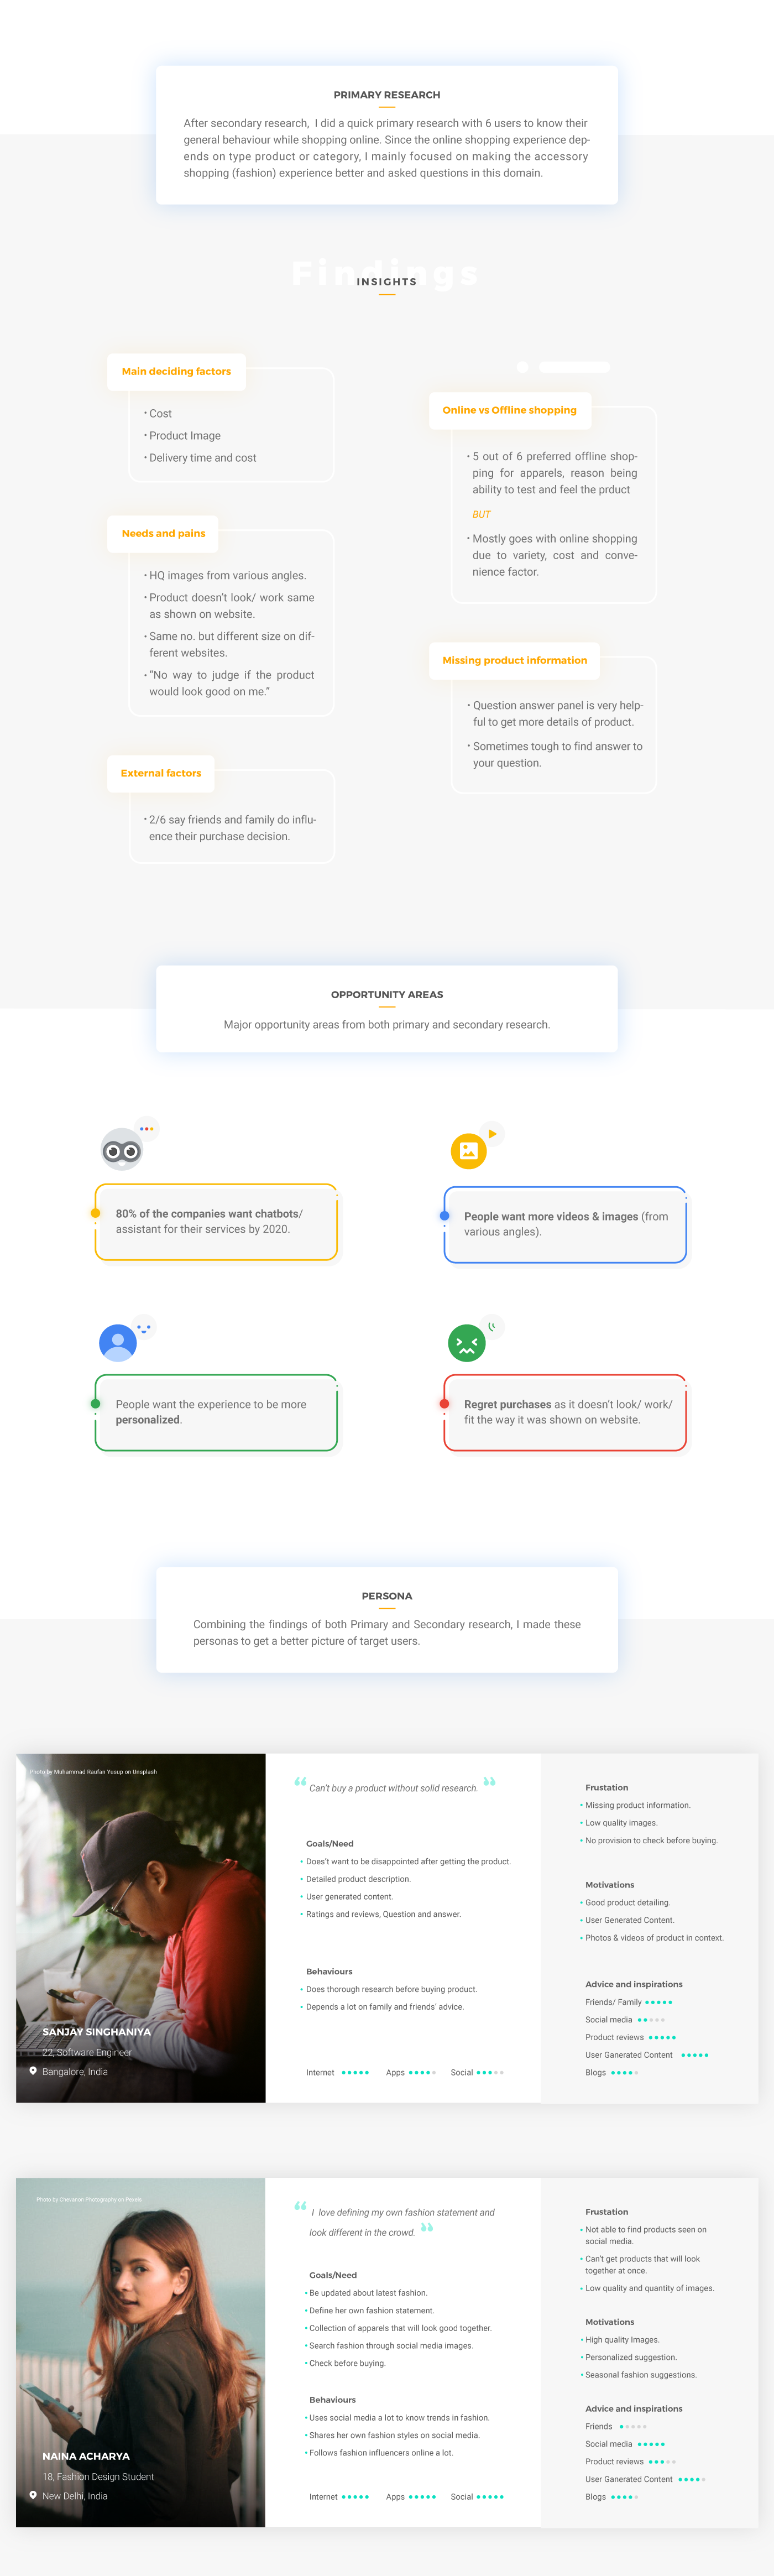 PRIMARY RESEARCH
After secondary research, I did a quick primary research with 6 users to know their
general behaviour while shopping online. Since the online shopping experience dep-
ends on type product or category, I mainly focused on making the accessory
shopping (fashion) experience better and asked questions in this domain.
Findings
INSIGHTS
Main deciding factors
• Cost
• Product Image
• Delivery time and cost
Needs and pains
• HQ images from various angles.
• Product doesn't look/ work same
as shown on website.
• Same no. but different size on dif-
ferent websites.
• “No way to judge if the product
would look good on me.”
External factors
• 2/6 say friends and family do influ-
ence their purchase decision.
Online vs Offline shopping
• 5 out of 6 preferred offline shop-
ping for apparels, reason being
ability to test and feel the prduct
BUT
• Mostly goes with online shopping
due to variety, cost and conve-
nience factor.
Missing product information
• Question answer panel is very help-
ful to get more details of product.
• Sometimes tough to find answer to
your question.
OPPORTUNITY AREAS
Major opportunity areas from both primary and secondary research.
80% of the companies want chatbots/
assistant for their services by 2020.
People want more videos & images (from
various angles).
People want the experience to be more
personalized.
Regret purchases as it doesn't look/ work/
fit the way it was shown on website.
PERSONA
Combining the findings of both Primary and Secondary research, I made these
personas to get a better picture of target users.
Photo by Muhammad Raufan Yusup on Unsplash
SANJAY SINGHANIYA
22, Software Engineer
Bangalore, India
“ Can't buy a product without solid research. ”
Goals/Need
• Does't want to be disappointed after getting the product.
• Detailed product description.
• User generated content.
• Ratings and reviews, Question and answer.
Behaviours
• Does thorough research before buying product.
• Depends a lot on family and friends' advice.
Internet Apps Social
Frustation
• Missing product information.
• Low quality images.
• No provision to check before buying.
Motivations
• Good product detailing.
• User Generated Content.
• Photos & videos of product in context.
Advice and inspirations
Friends/ Family
Social media
Product reviews
User Ganerated Content
Blogs
Photo by Chevanon Photography on Pexels
NAINA ACHARYA
18, Fashion Design Student
New Delhi, India
“ I love defining my own fashion statement and
look different in the crowd. ”
Goals/Need
• Be updated about latest fashion.
• Define her own fashion statement.
• Collection of apparels that will look good together.
• Search fashion through social media images.
• Check before buying.
Behaviours
• Uses social media a lot to know trends in fashion.
• Shares her own fashion styles on social media.
• Follows fashion influencers online a lot.
Internet Apps Social
Frustation
• Not able to find products seen on
social media.
• Can't get products that will look
together at once.
• Low quality and quantity of images.
Motivations
• High quality Images.
• Personalized suggestion.
• Seasonal fashion suggestions.
Advice and inspirations
Friends
Social media
Product reviews
User Ganerated Content
Blogs